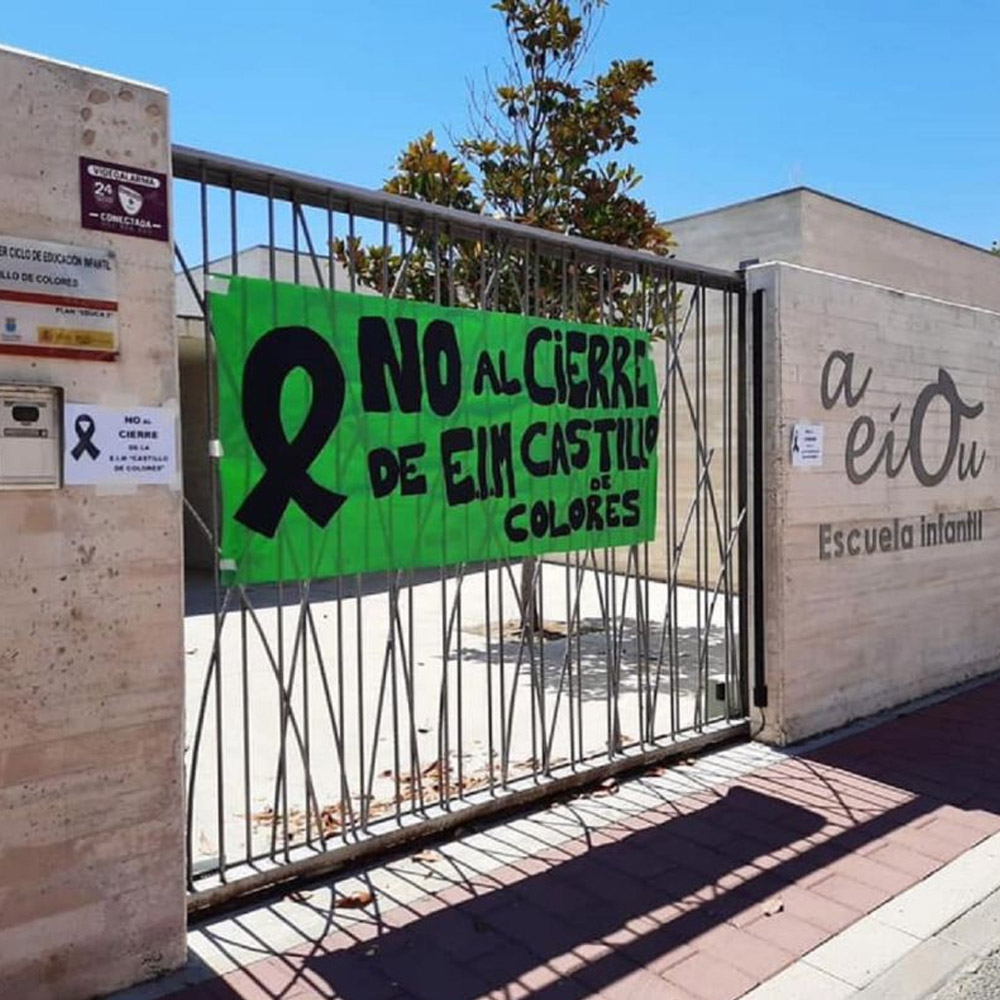 VIDEOALARMA
24
CONECTADA
ER CICLO DE EDUCACIÓN INFANTIL
LLO DE COLORES
PLAN "EDUCA 3"
NO AL
CIERRE
DE LA
E.I.M "CASTILLO
DE COLORES"
NO AL CIERRE
DE E.I.M CASTILLO
DE
COLORES
a
eiou
Escuela infantil